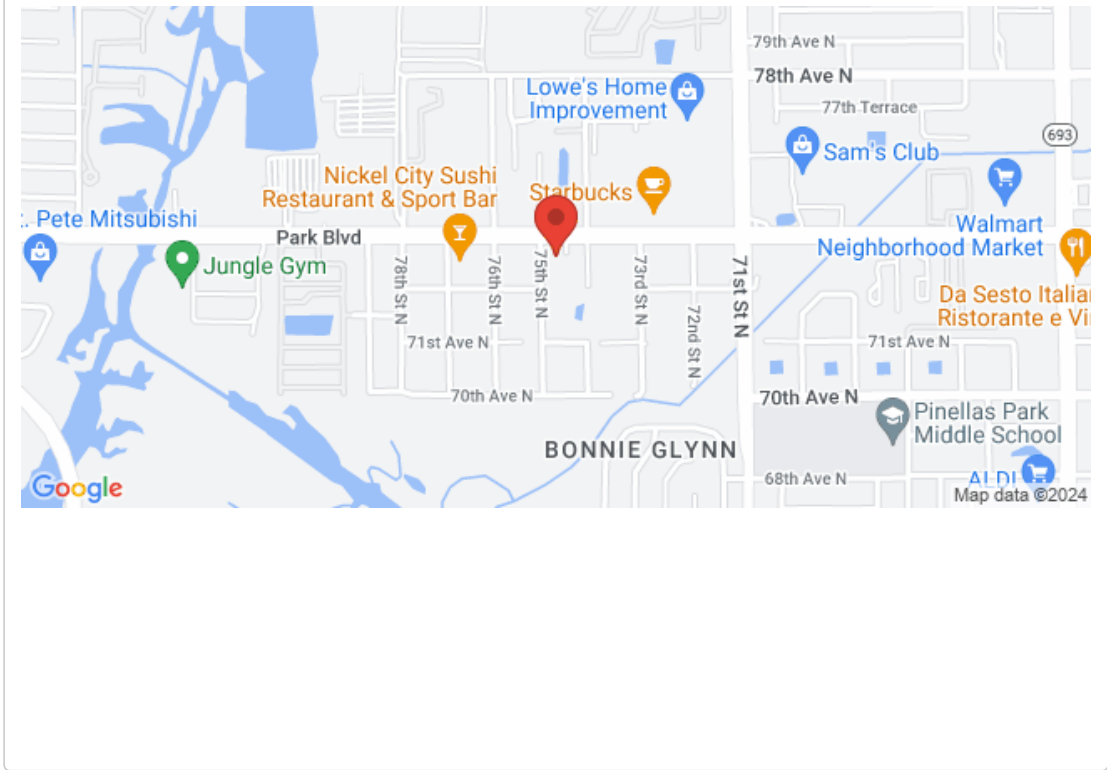 79th Ave N
78th Ave N
Lowe's Home
Improvement
77th Terrace
693
Sam's Club
Nickel City Sushi
Restaurant & Sport Bar
Starbucks
. Pete Mitsubishi
Walmart
Neighborhood Market
Park Blvd
Jungle Gym
78th St N
76th St N
75th St N
73rd St N
71st St N
72nd St N
Da Sesto Italia
Ristorante e Vi
71st Ave N
71st Ave N
70th Ave N
70th Ave N
Pinellas Park
Middle School
BONNIE GLYNN
68th Ave N
ALDI
Google
Map data ©2024